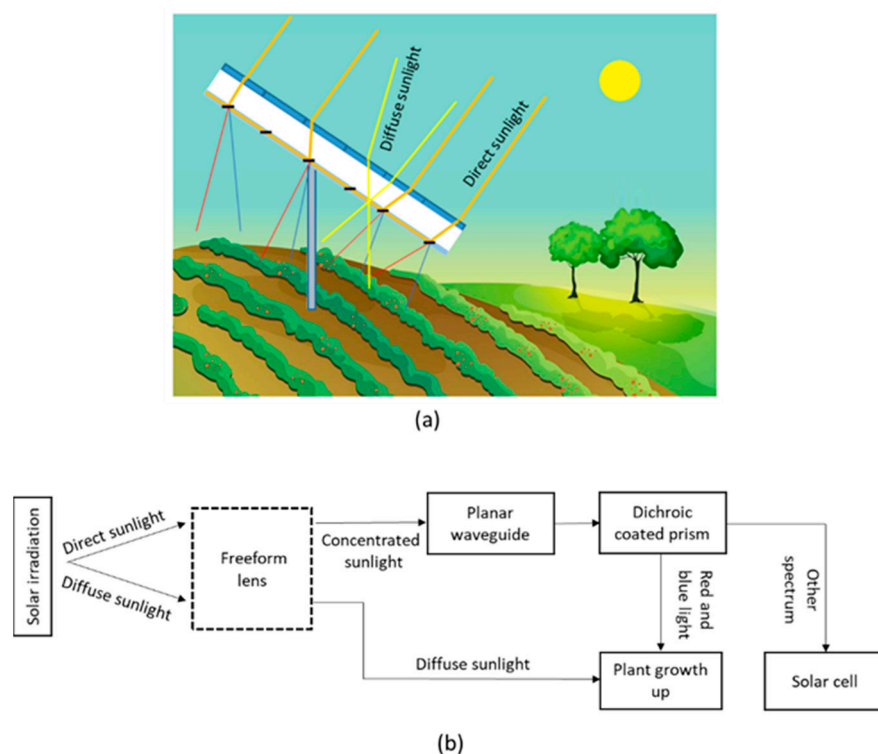 Diffuse sunlight
Direct sunlight
(a)
Solar irradiation
Direct sunlight
Diffuse sunlight
Freeform
lens
Concentrated
sunlight
Planar
waveguide
Dichroic
coated prism
Red and
blue light
Other
spectrum
Diffuse sunlight
Plant growth
up
Solar cell
(b)